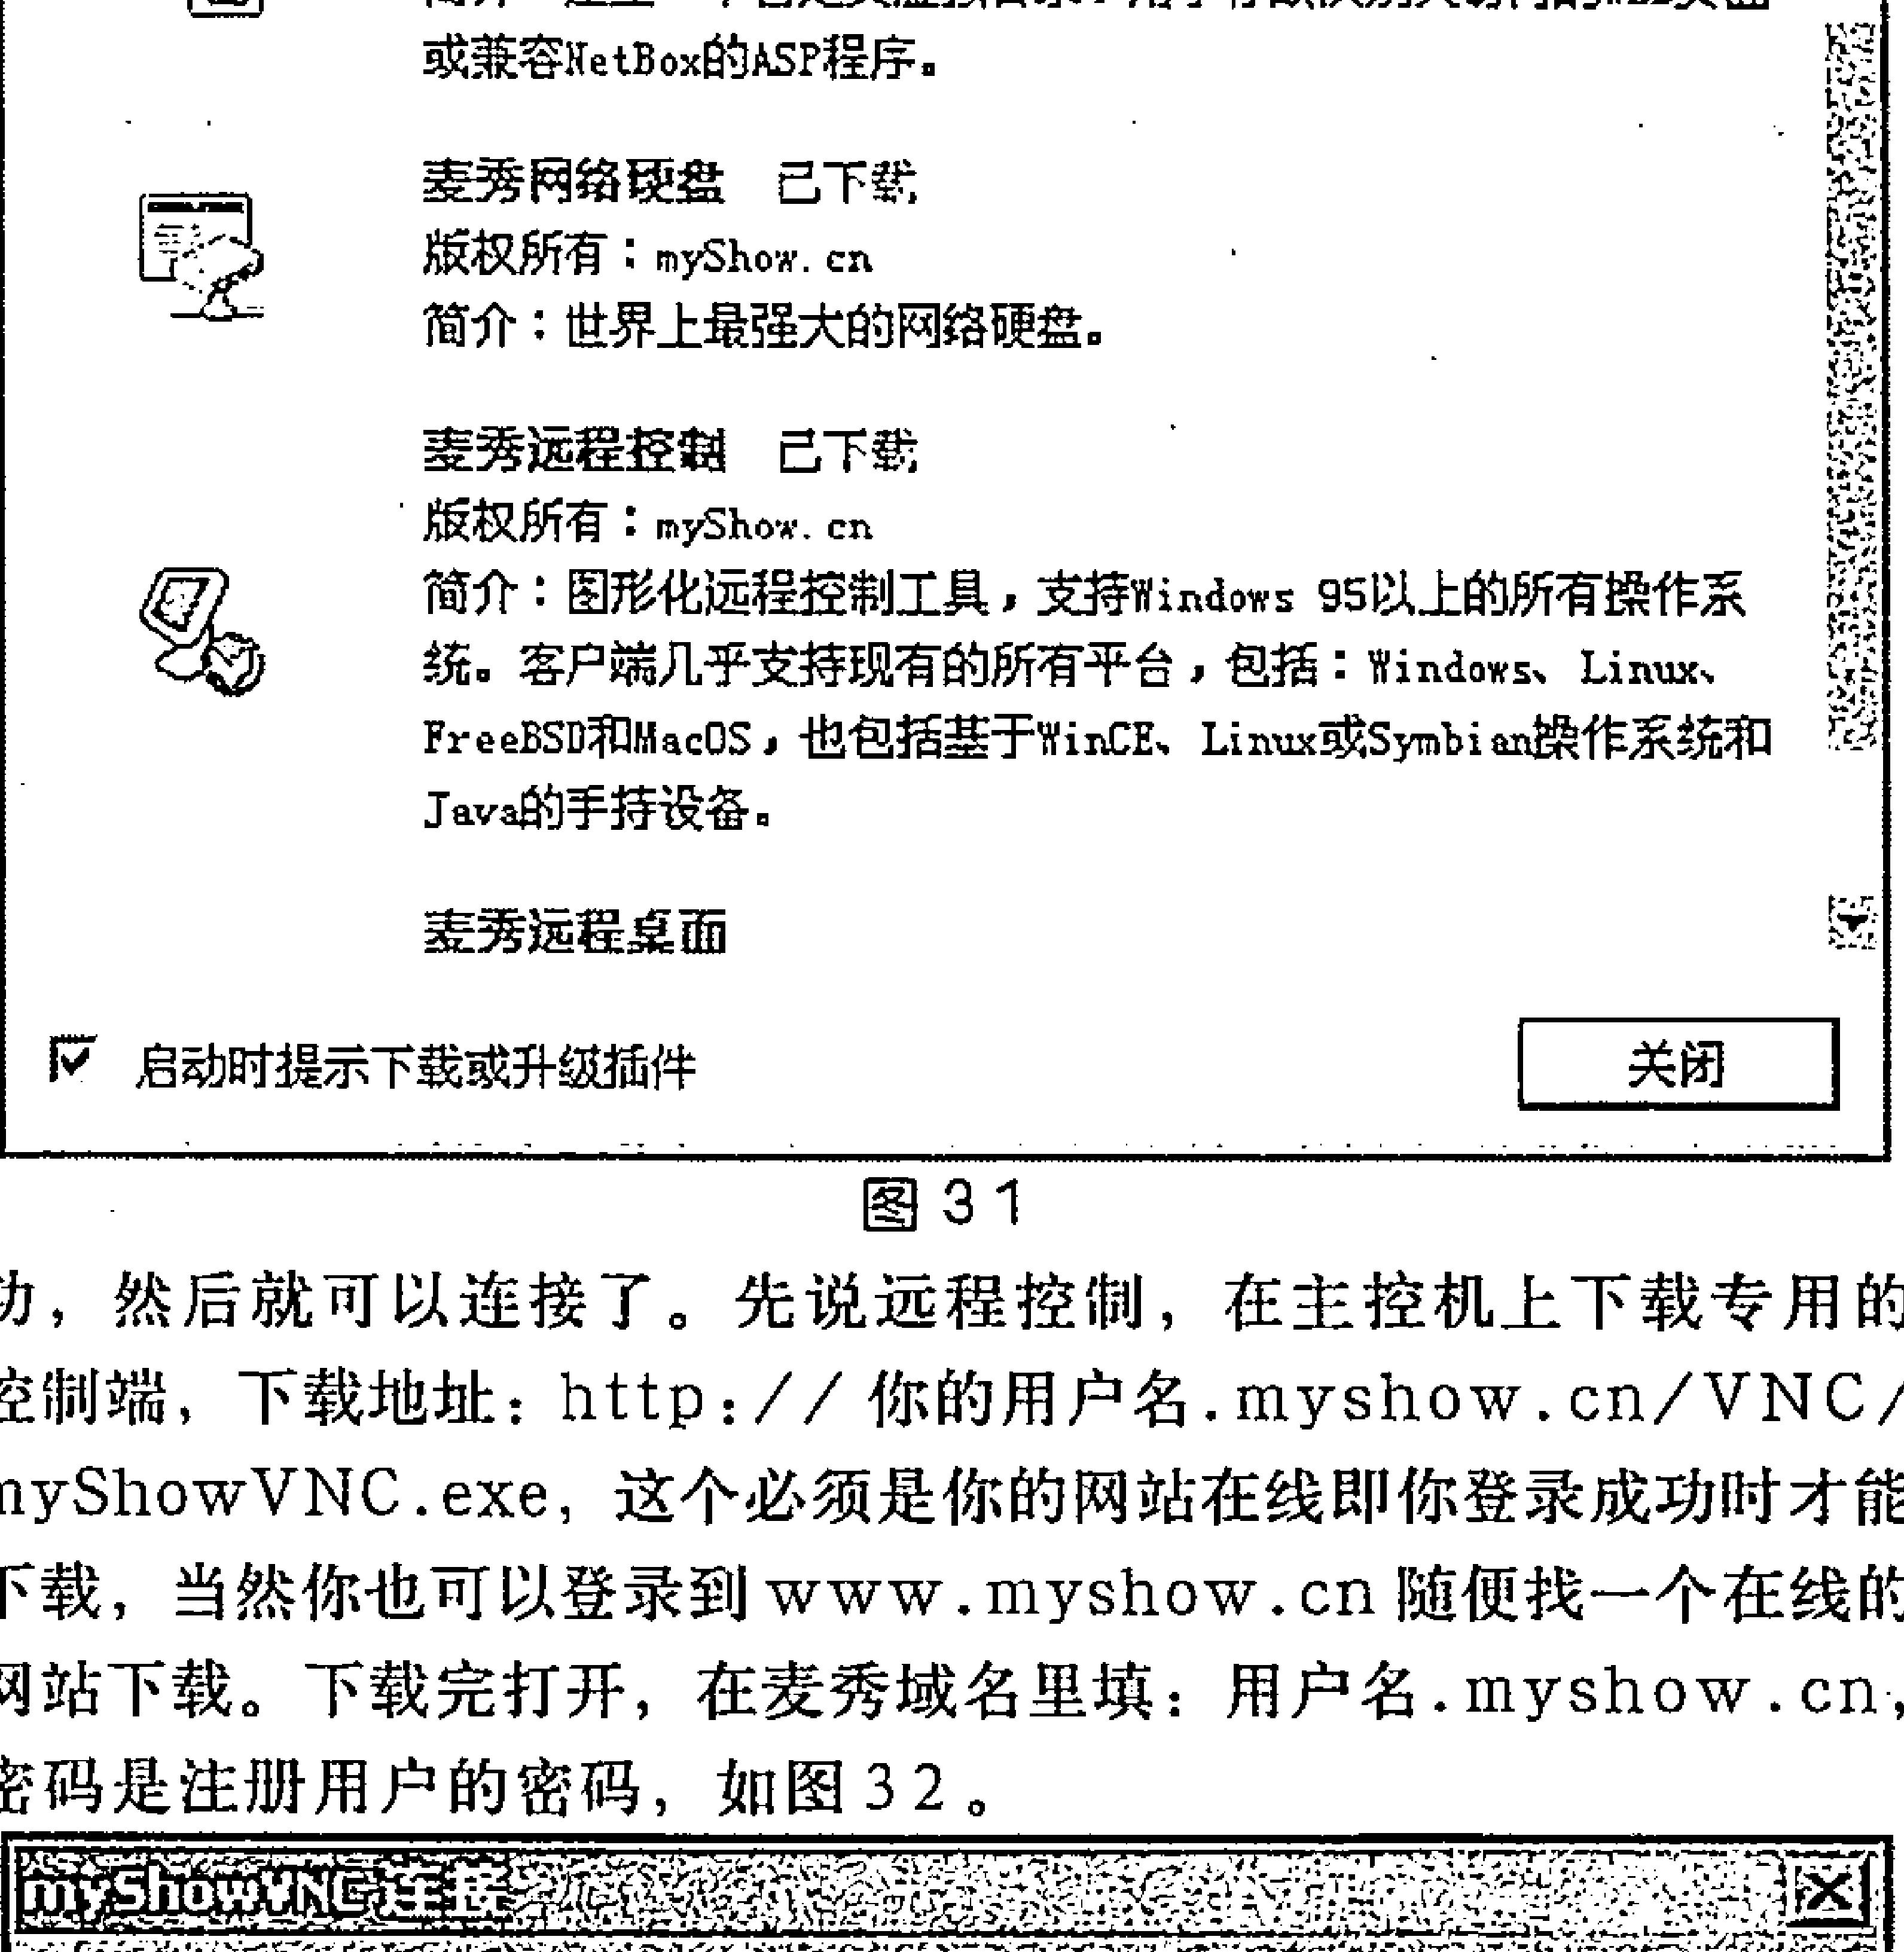 或兼容NetBox的ASP程序。
麦秀网络硬盘 已下载
版权所有：myShow.cn
简介：世界上最强大的网络硬盘。
麦秀远程控制 已下载
版权所有：myShow.cn
简介：图形化远程控制工具，支持Windows 95以上的所有操作系
统。客户端几乎支持现有的所有平台，包括：Windows、Linux、
FreeBSD和MacOS，也包括基于WinCE、Linux或Symbian操作系统和
Java的手持设备。
麦秀远程桌面
启动时提示下载或升级插件
关闭
图31
功，然后就可以连接了。先说远程控制，在主控机上下载专用的
控制端，下载地址：http://你的用户名.myshow.cn/VNC/
myShowVNC.exe，这个必须是你的网站在线即你登录成功时才能
下载，当然你也可以登录到www.myshow.cn随便找一个在线的
网站下载。下载完打开，在麦秀域名里填：用户名.myshow.cn，
密码是注册用户的密码，如图32。
myShowVNC连接